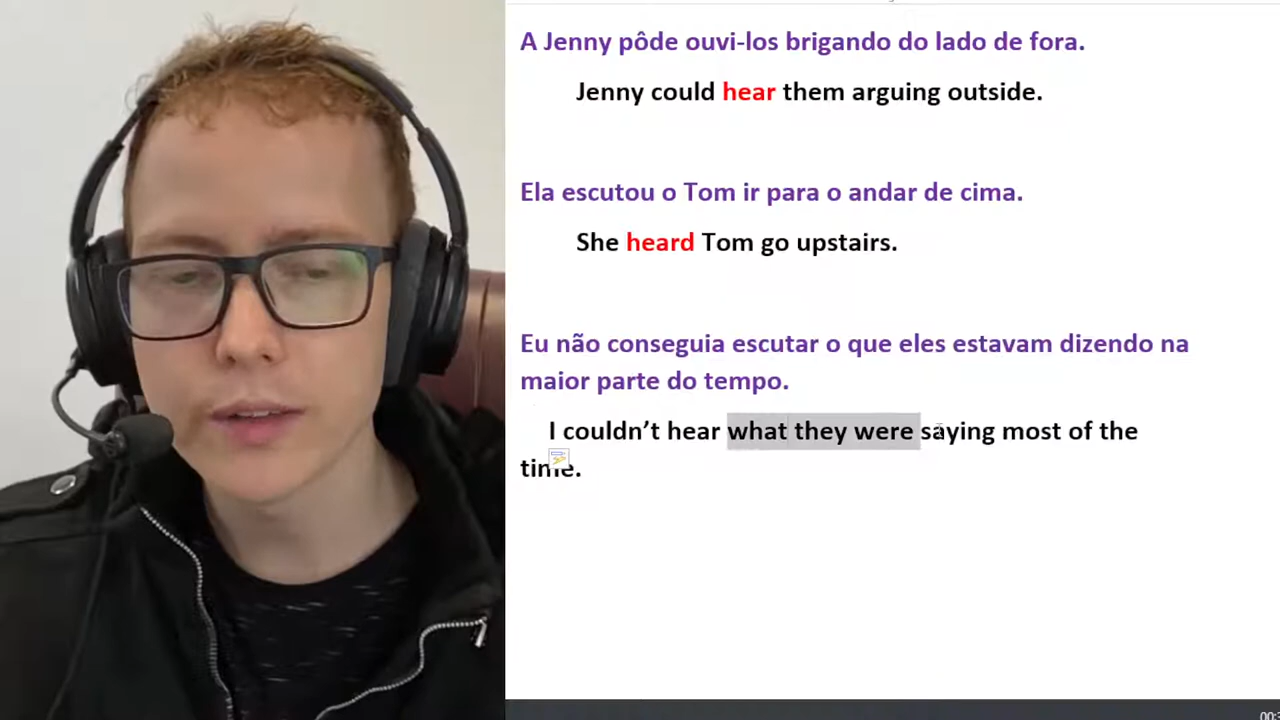 A Jenny pôde ouvi-los brigando do lado de fora.
Jenny could hear them arguing outside.
Ela escutou o Tom ir para o andar de cima.
She heard Tom go upstairs.
Eu não conseguia escutar o que eles estavam dizendo na
maior parte do tempo.
I couldn’t hear what they were saying most of the
time.